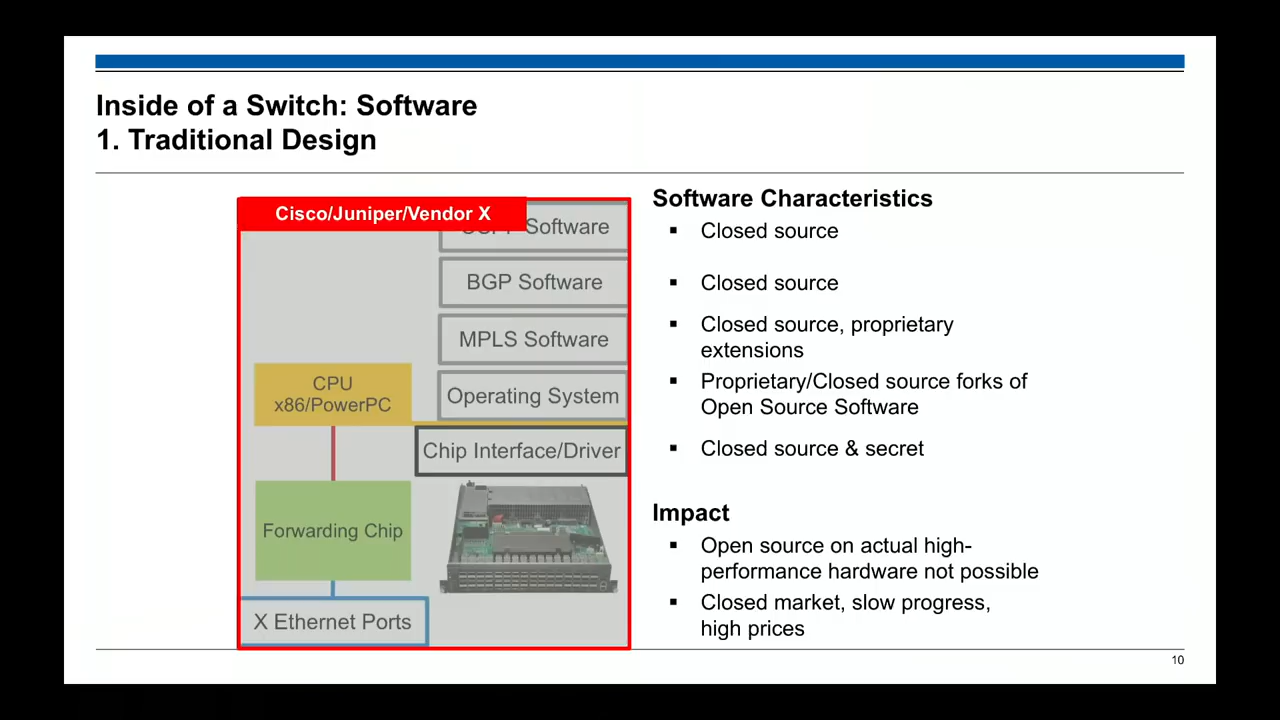 Inside of a Switch: Software
1. Traditional Design
Cisco/Juniper/Vendor X
Software
BGP Software
MPLS Software
Operating System
Chip Interface/Driver
CPU
x86/PowerPC
Forwarding Chip
X Ethernet Ports
Software Characteristics
▪ Closed source
▪ Closed source
▪ Closed source, proprietary
extensions
▪ Proprietary/Closed source forks of
Open Source Software
▪ Closed source & secret
Impact
▪ Open source on actual high-
performance hardware not possible
▪ Closed market, slow progress,
high prices
10